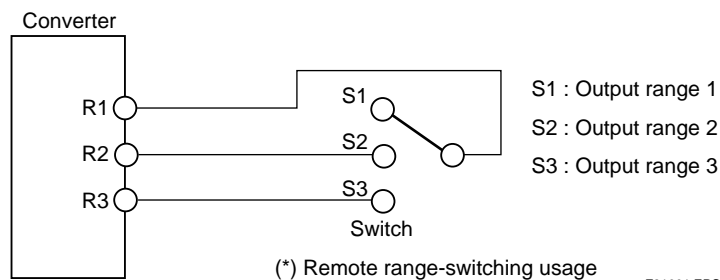 Converter
R1
R2
R3
S1
S2
S3
Switch
S1 : Output range 1
S2 : Output range 2
S3 : Output range 3
(*) Remote range-switching usage